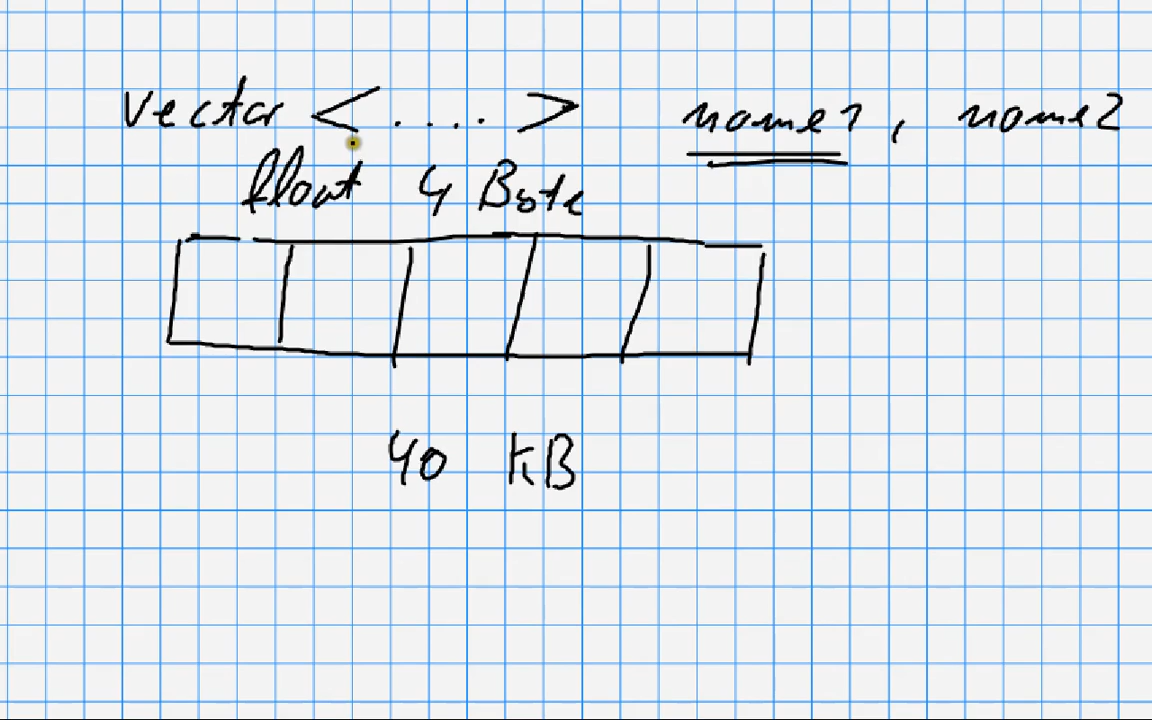 vector <....> name1, name2
float 4 Byte
40 KB